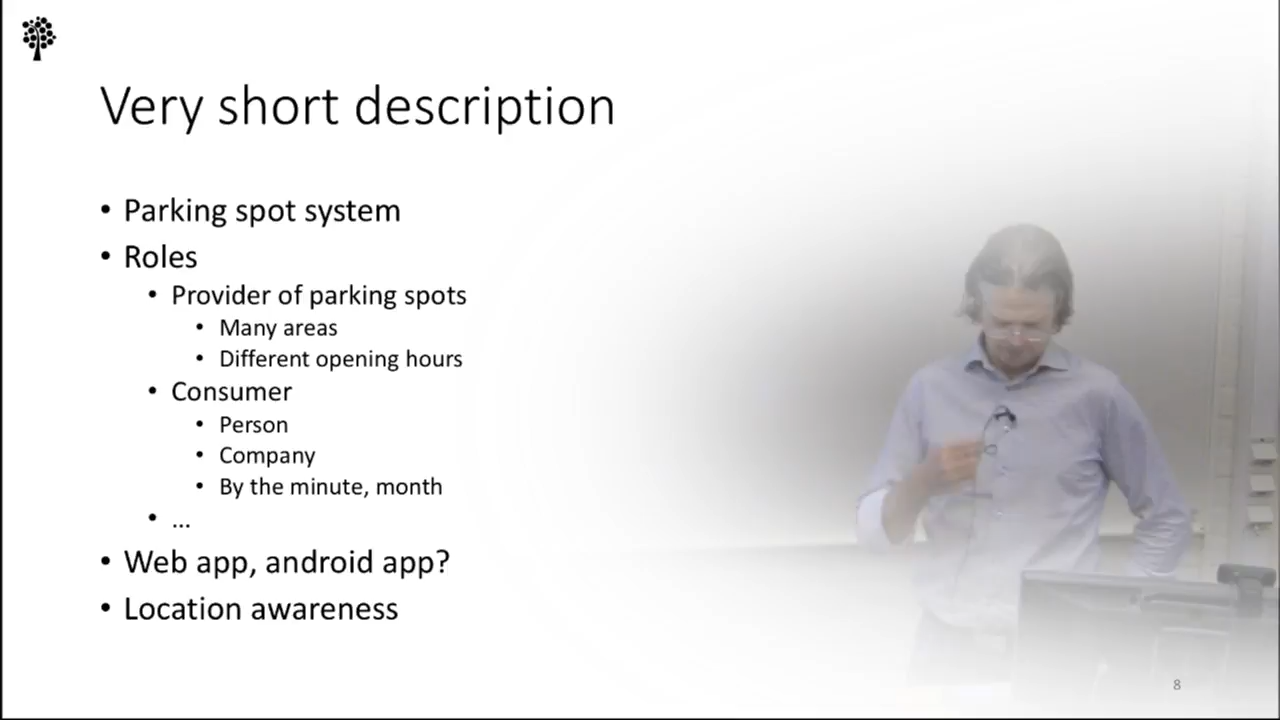 Very short description
• Parking spot system
• Roles
• Provider of parking spots
• Many areas
• Different opening hours
• Consumer
• Person
• Company
• By the minute, month
• ...
• Web app, android app?
• Location awareness
8